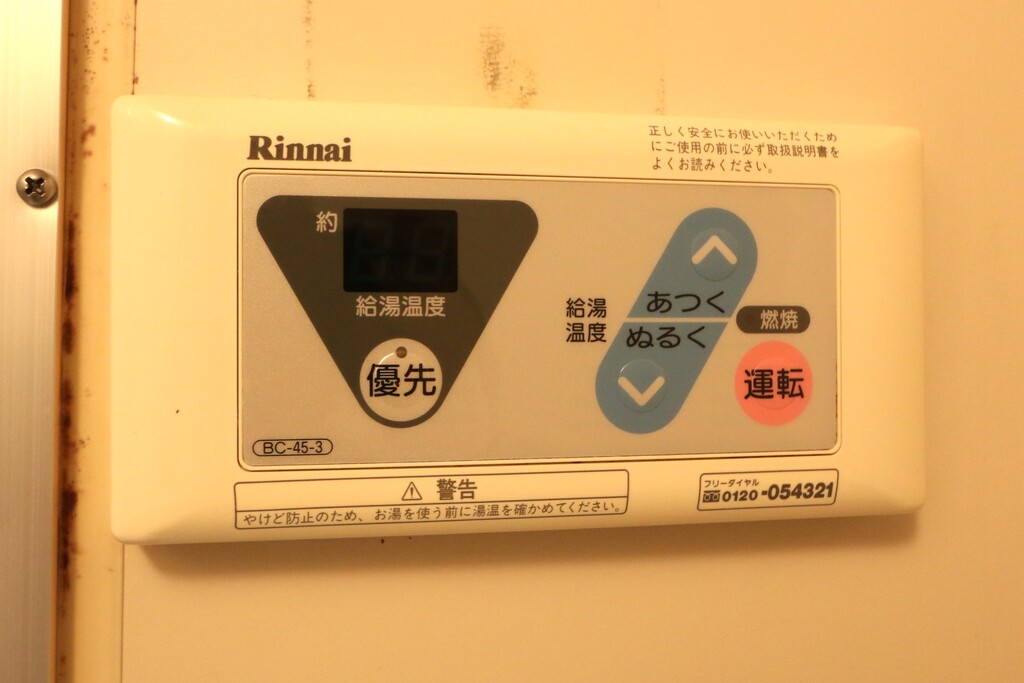 Rinnai
正しく安全にお使いいただくため
にご使用の前に必ず取扱説明書を
よくお読みください。
約
給湯温度
優先
給湯
温度
あつく
ぬるく
燃焼
運転
BC-45-3
警告
やけど防止のため、お湯を使う前に湯温を確かめてください。
フリーダイヤル
0120-054321